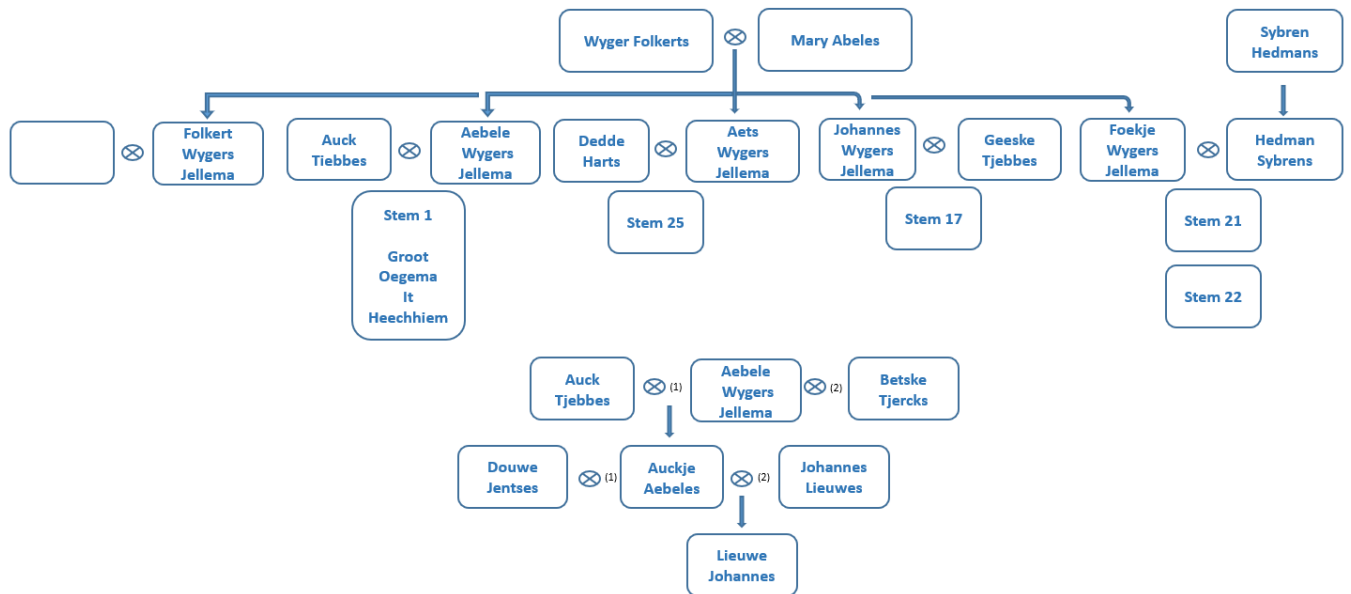 Wyger Folkerts
Mary Abeles
Sybren
Hedmans
Folkert
Wygers
Jellema
Auck
Tiebbes
Aebele
Wygers
Jellema
Dedde
Harts
Aets
Wygers
Jellema
Johannes
Wygers
Jellema
Geeske
Tjebbes
Foekje
Wygers
Jellema
Hedman
Sybrens
Stem 1
Groot
Oegema
It
Heechhiem
Stem 25
Stem 17
Stem 21
Stem 22
Auck
Tjebbes
(1)
Aebele
Wygers
Jellema
(2)
Betske
Tjercks
Douwe
Jentses
(1)
Auckje
Aebeles
(2)
Johannes
Lieuwes
Lieuwe
Johannes